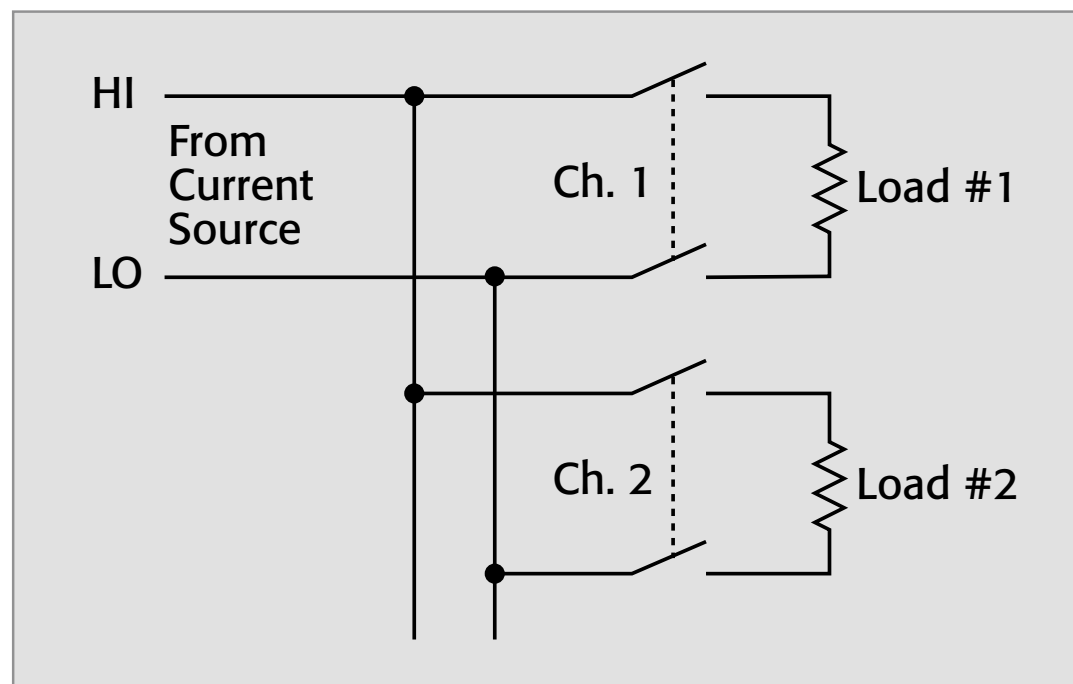 HI
From
Current
Source
LO
Ch. 1
Load #1
Ch. 2
Load #2